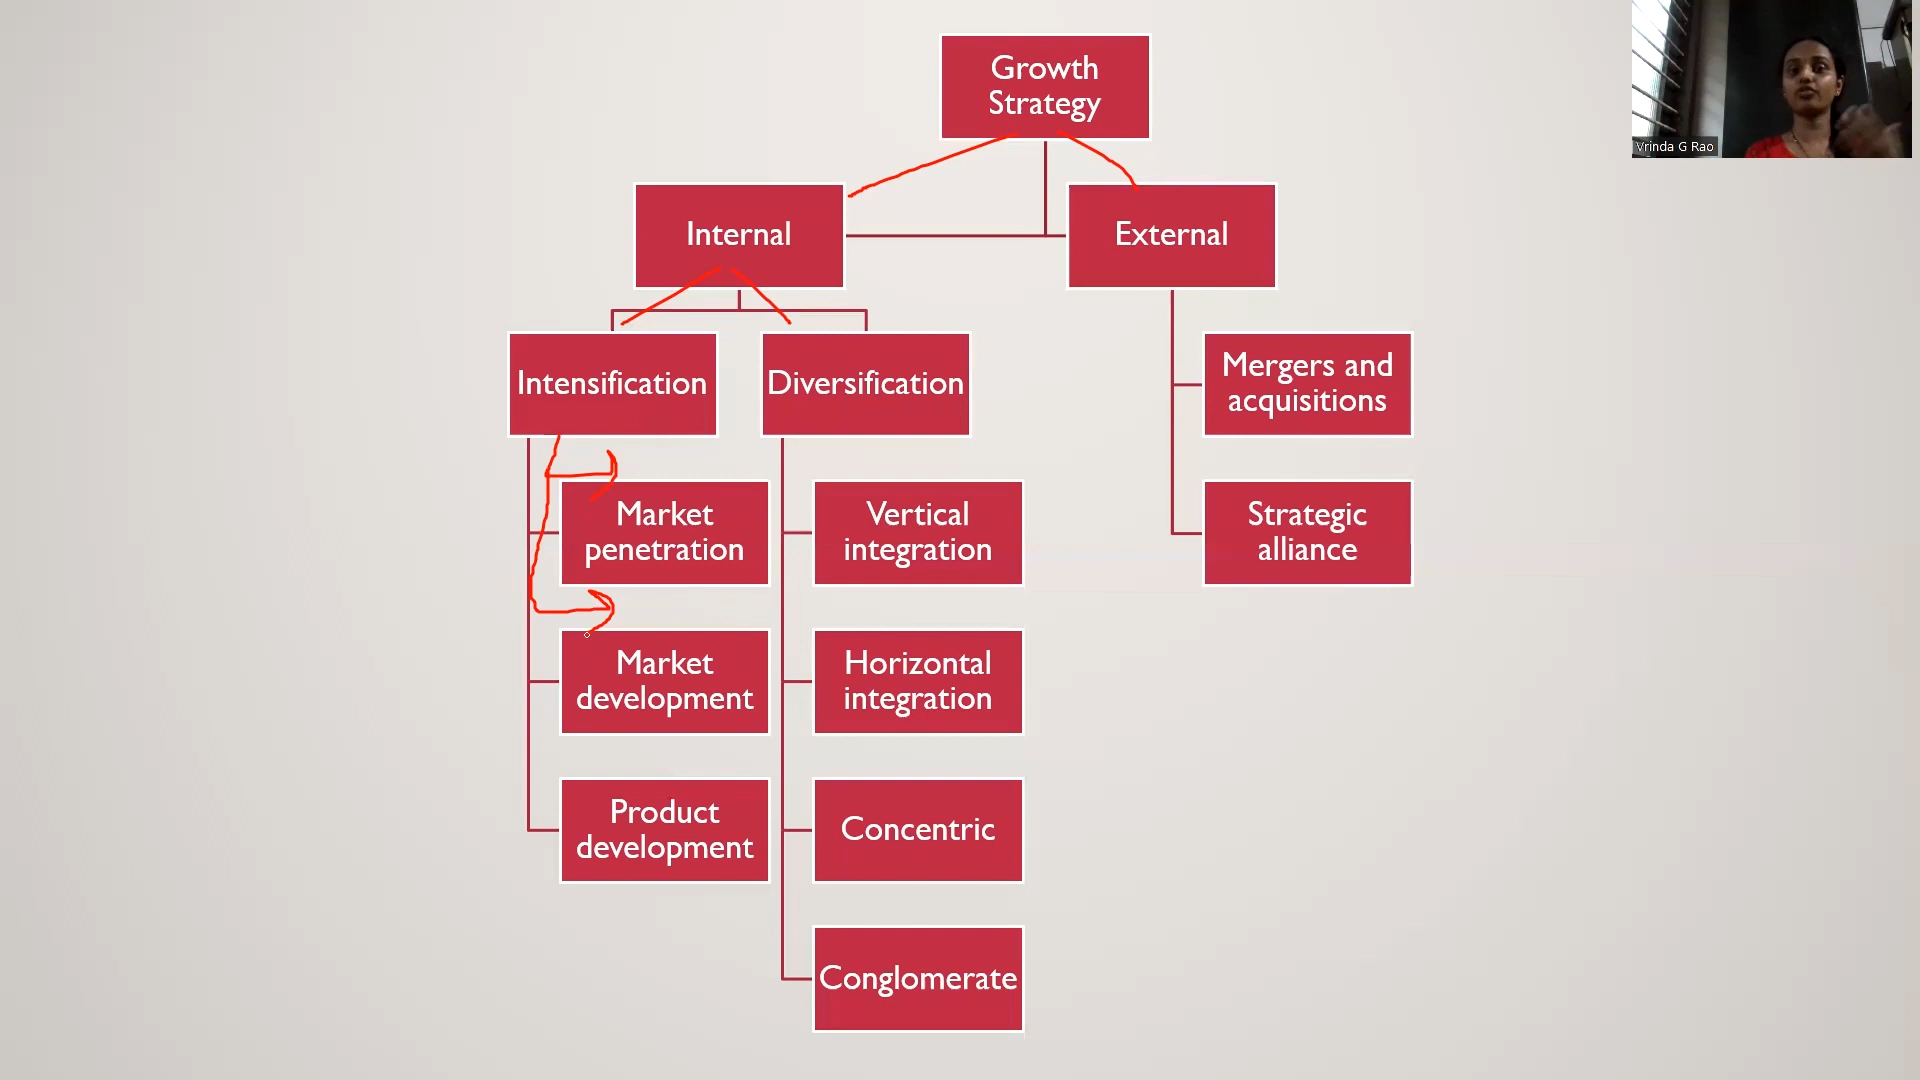 Growth
Strategy
Vrinda G Rao
Internal
External
Intensification
Diversification
Mergers and
acquisitions
Market
penetration
Vertical
integration
Strategic
alliance
Market
development
Horizontal
integration
Product
development
Concentric
Conglomerate